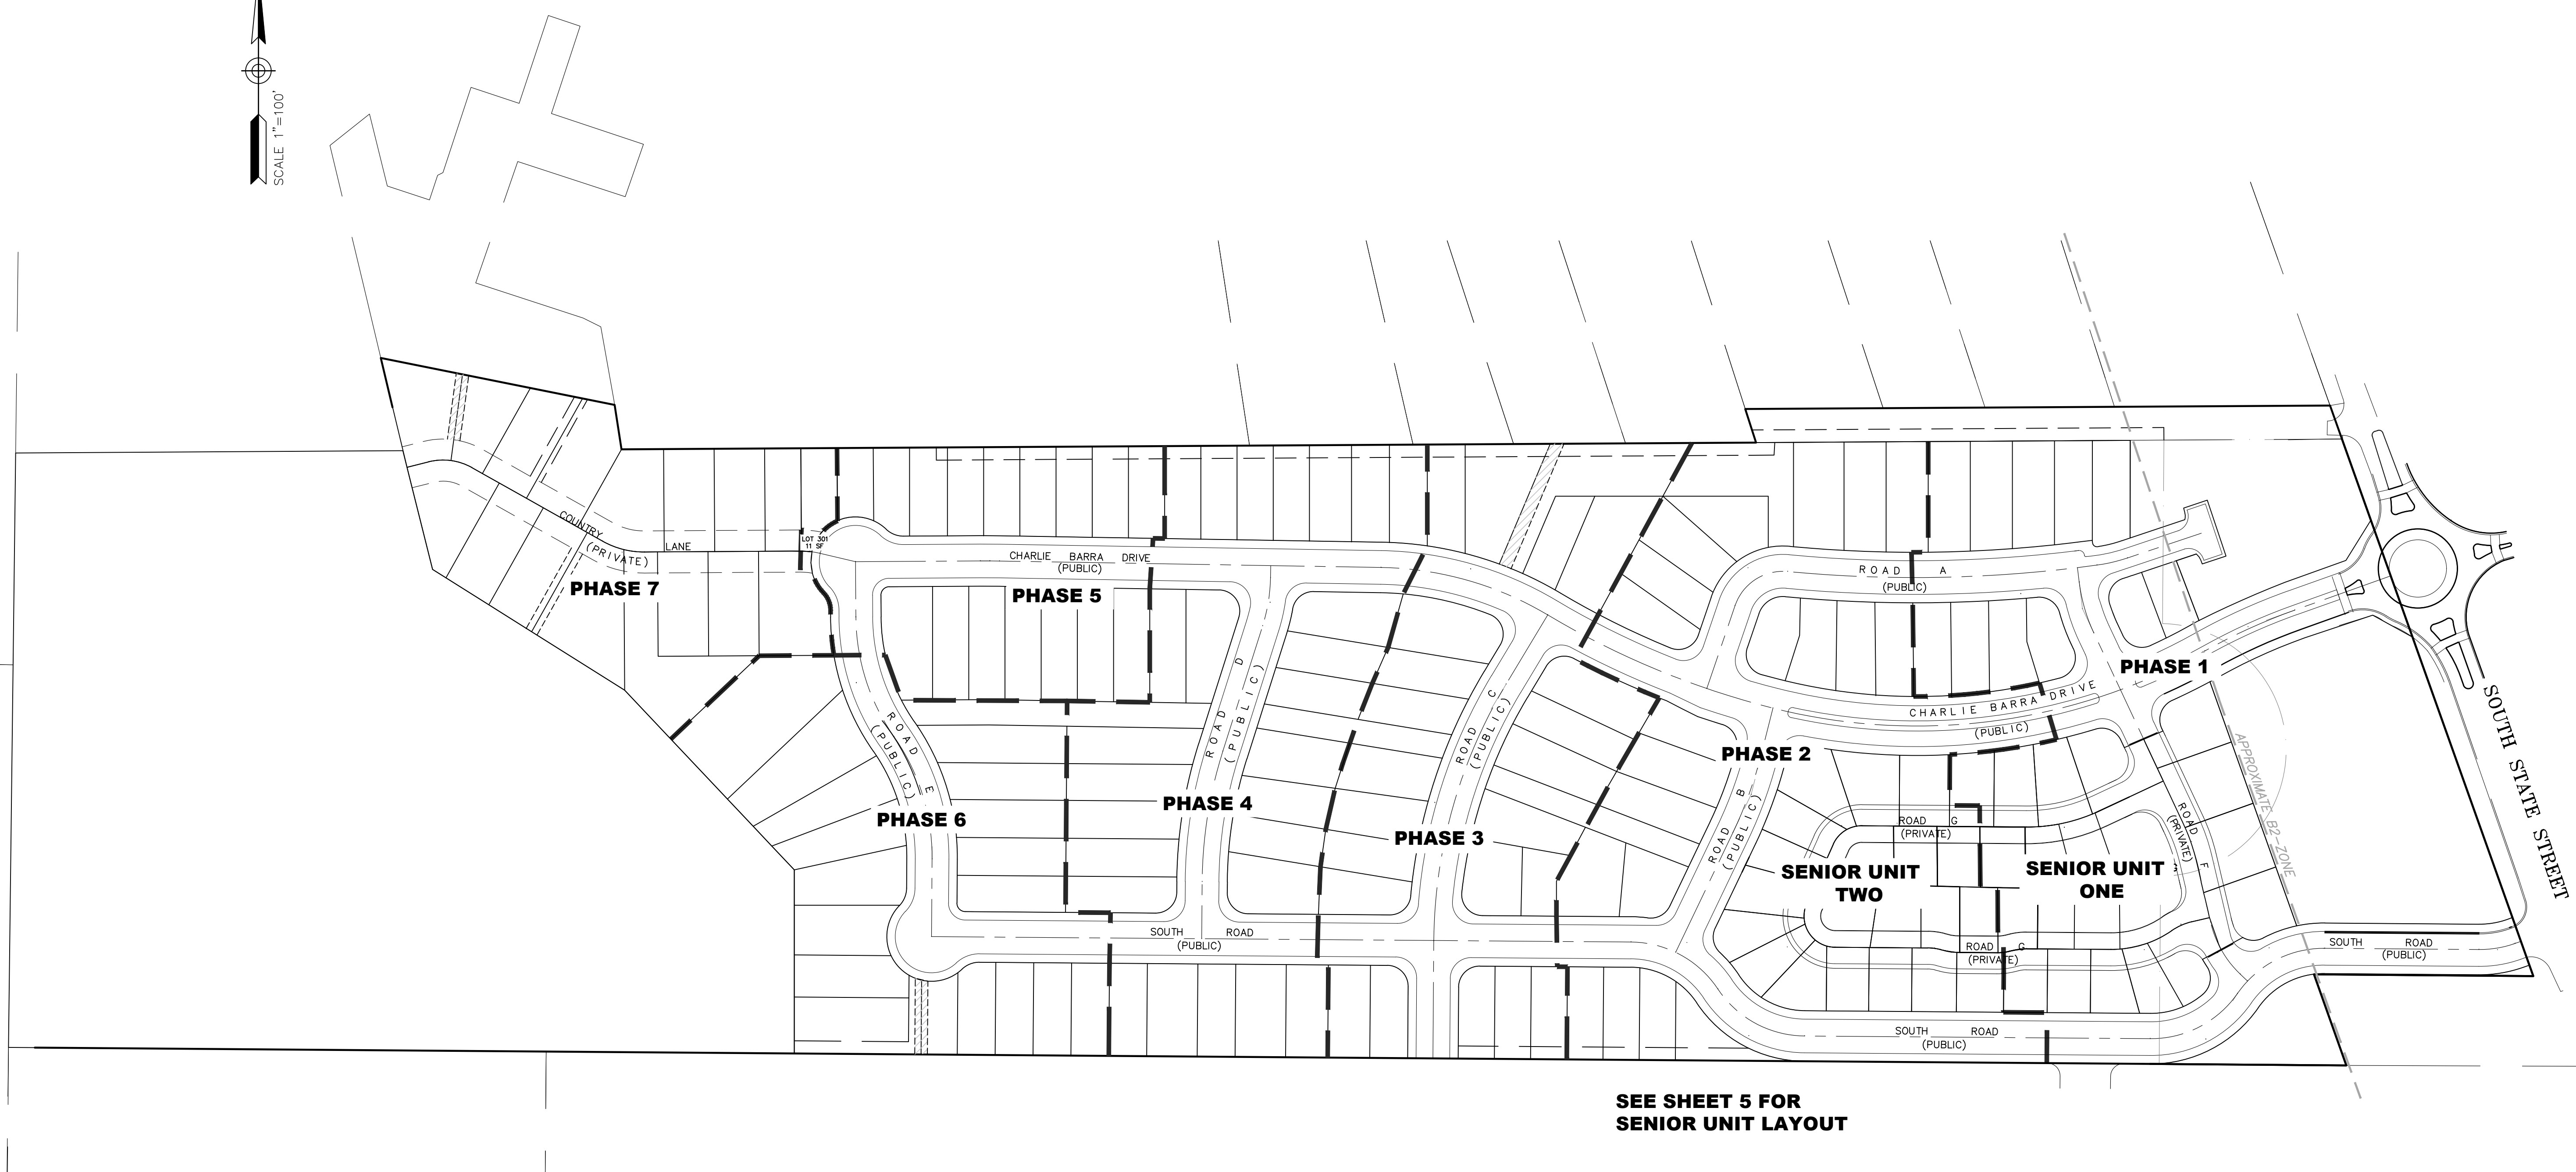 SCALE 1"=100'
COUNTRY
LANE
(PRIVATE)
LOT 301
11 SF
CHARLIE BARRA DRIVE
(PUBLIC)
ROAD A
(PUBLIC)
PHASE 7
PHASE 5
PHASE 1
CHARLIE BARRA DRIVE
(PUBLIC)
ROAD E
(PUBLIC)
ROAD D
(PUBLIC)
ROAD C
(PUBLIC)
PHASE 2
SOUTH STATE STREET
APPROXIMATE B2-ZONE
ROAD B
(PUBLIC)
PHASE 6
PHASE 4
PHASE 3
ROAD G
(PRIVATE)
ROAD F
(PRIVATE)
SENIOR UNIT
TWO
SENIOR UNIT
ONE
SOUTH ROAD
(PUBLIC)
ROAD G
(PRIVATE)
SOUTH ROAD
(PUBLIC)
SOUTH ROAD
(PUBLIC)
SEE SHEET 5 FOR
SENIOR UNIT LAYOUT